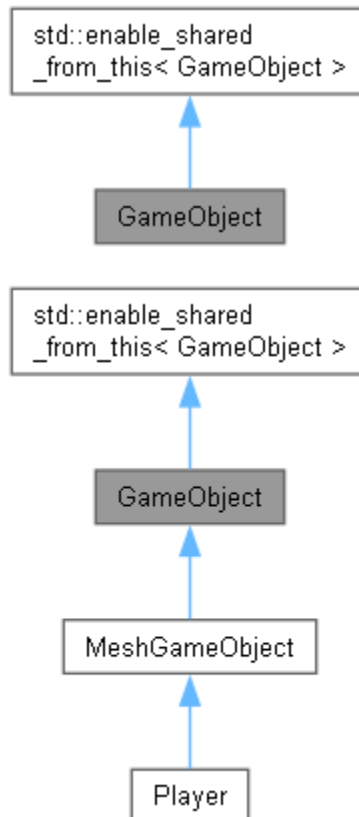 std::enable_shared
_from_this< GameObject >
GameObject
std::enable_shared
_from_this< GameObject >
GameObject
MeshGameObject
Player